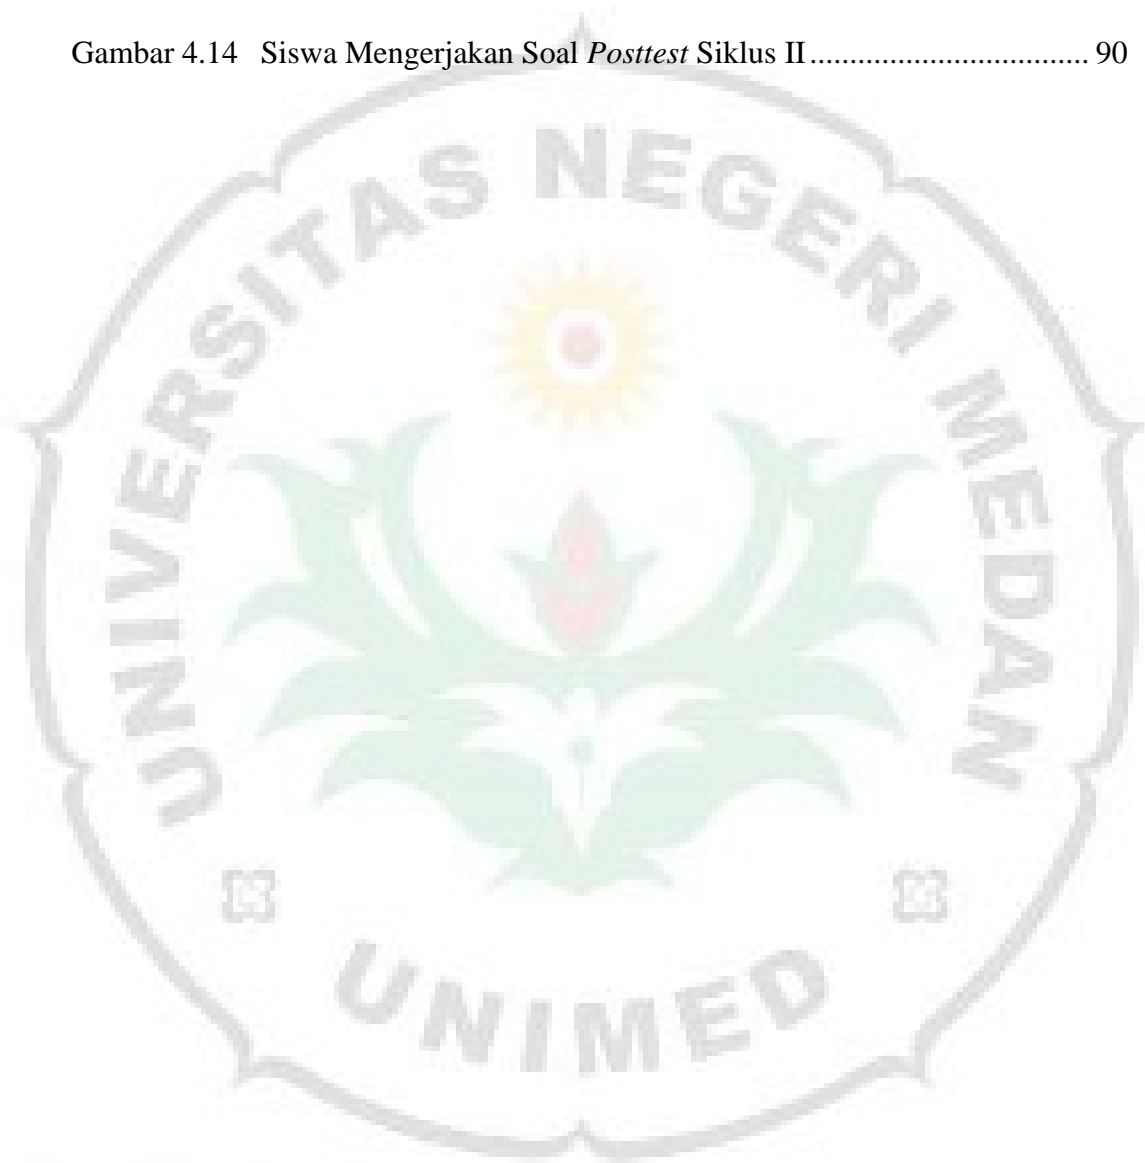 Gambar 4.14 Siswa Mengerjakan Soal Posttest Siklus II................................... 90
UNIVERSITAS NEGERI MEDAN
UNIMED